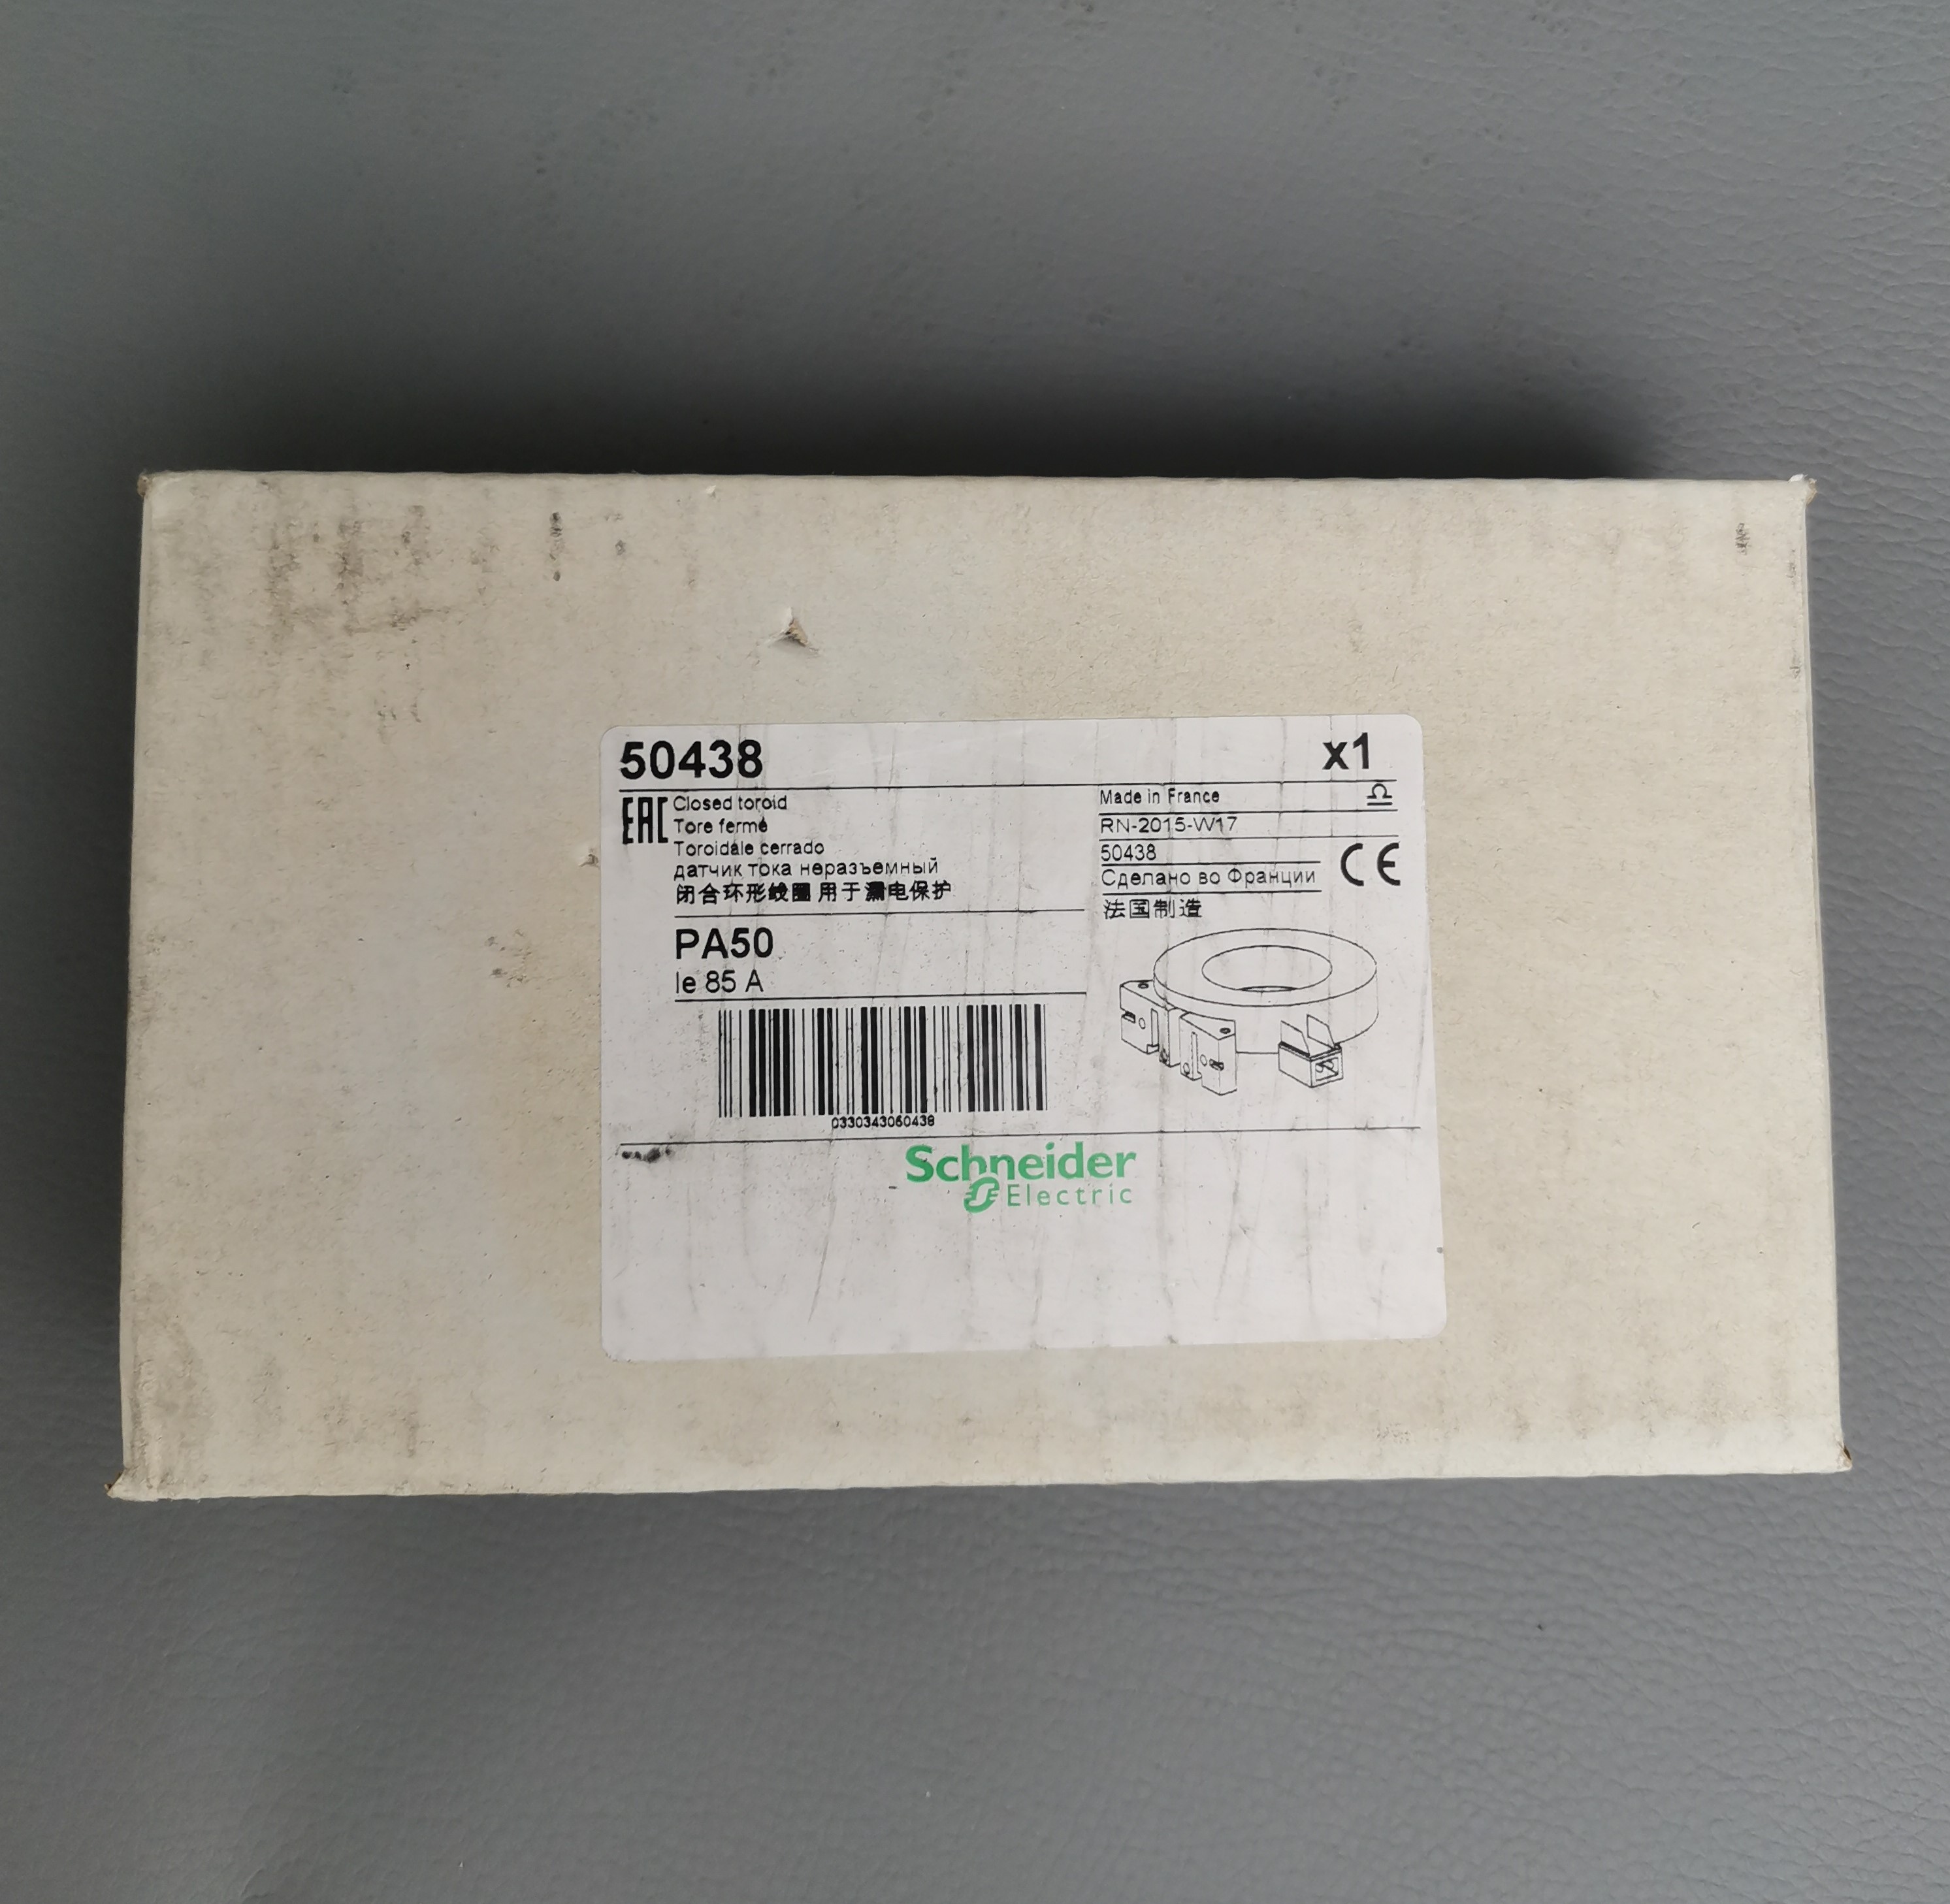 50438
x1
EAC
Closed toroid
Tore fermé
Toroidale cerrado
датчик тока неразъемный
闭合环形线圈用于漏电保护
PA50
Ie 85 A
0330343050438
Made in France
RN-2015-W17
50438
Сделано во Франции
法国制造
CE
Schneider
Electric